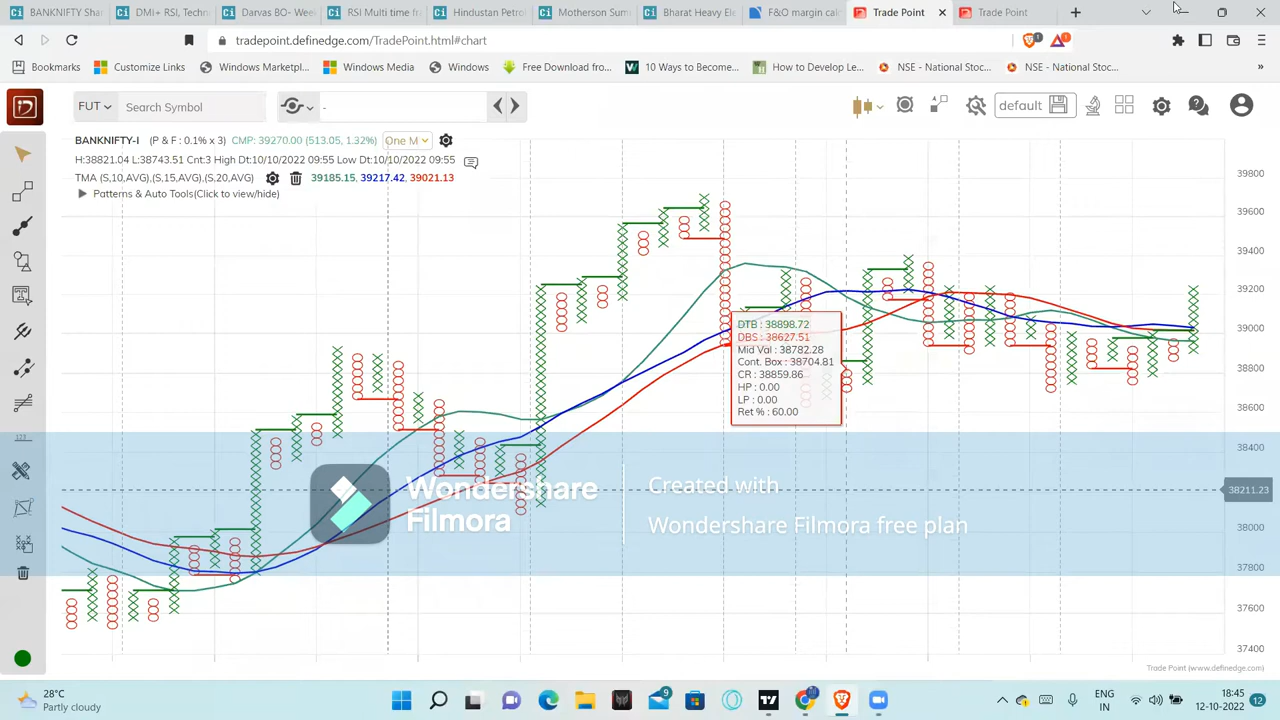 BANKNIFTY Shar
DMI+ RSI, Techn
Darvas BO- Wee
RSI Multi time fr
Hindustan Petrol
Motherson Sum
Bharat Heavy Ele
F&O margin calc
Trade Point
Trade Point
tradepoint.definedge.com/TradePoint.html#chart
1
1
Bookmarks
Customize Links
Windows Marketpl...
Windows Media
Windows
Free Download fro...
10 Ways to Become...
How to Develop Le...
NSE - National Stoc...
NSE - National Stoc...
»
FUT
Search Symbol
-
default
BANKNIFTY-I (P & F : 0.1% x 3) CMP: 39270.00 (513.05, 1.32%) One M
H:38821.04 L:38743.51 Cnt:3 High Dt:10/10/2022 09:55 Low Dt:10/10/2022 09:55
TMA (S,10,AVG),(S,15,AVG),(S,20,AVG) 39185.15, 39217.42, 39021.13
Patterns & Auto Tools(Click to view/hide)
39800
39600
39400
39200
39000
38800
38600
38400
38211.23
38000
37800
37600
37400
DTB : 38898.72
DBS : 38627.51
Mid Val : 38782.28
Cont. Box : 38704.81
CR : 38859.86
HP : 0.00
LP : 0.00
Ret % : 60.00
123
Wondershare
Filmora
Created with
Wondershare Filmora free plan
Trade Point (www.definedge.com)
28°C
Partly cloudy
9
ENG
IN
18:45
12-10-2022
12